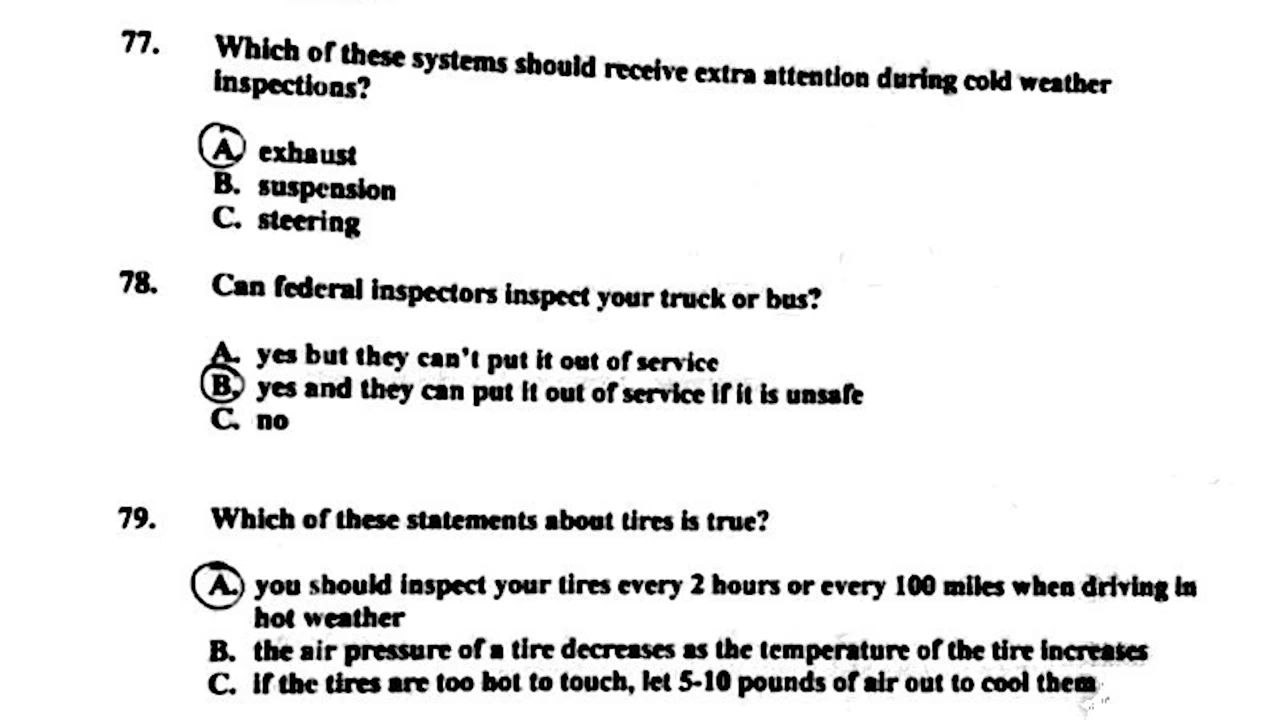 77. Which of these systems should receive extra attention during cold weather
inspections?
A. exhaust
B. suspension
C. steering
78. Can federal inspectors inspect your truck or bus?
A. yes but they can't put it out of service
B. yes and they can put it out of service if it is unsafe
C. no
79. Which of these statements about tires is true?
A. you should inspect your tires every 2 hours or every 100 miles when driving in
hot weather
B. the air pressure of a tire decreases as the temperature of the tire increases
C. if the tires are too hot to touch, let 5-10 pounds of air out to cool them